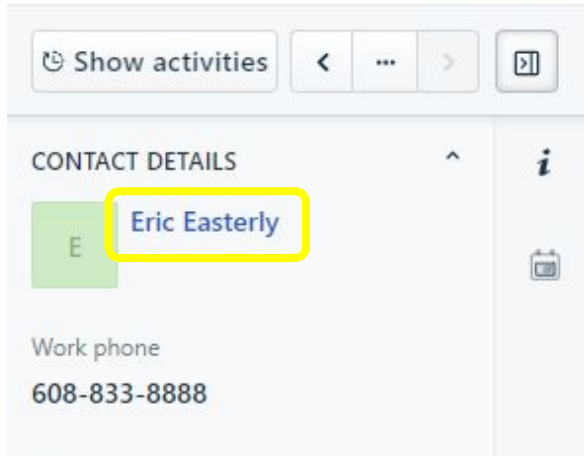 Show activities
CONTACT DETAILS
E
Eric Easterly
Work phone
608-833-8888